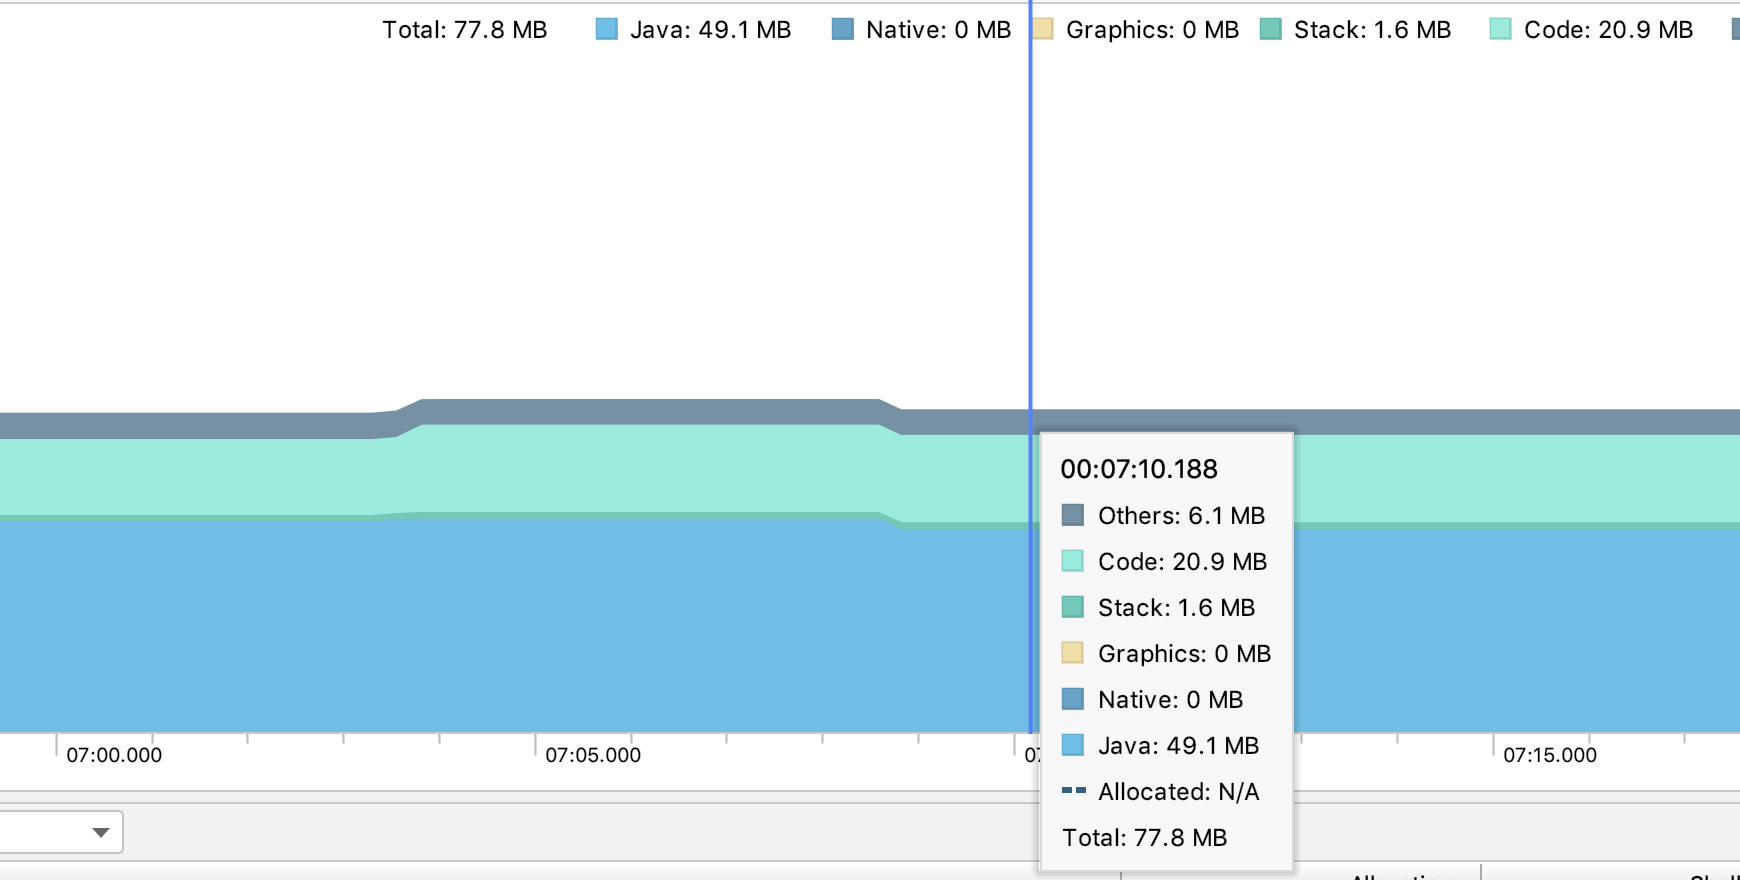 Total: 77.8 MB Java: 49.1 MB Native: 0 MB Graphics: 0 MB Stack: 1.6 MB Code: 20.9 MB
00:07:10.188
Others: 6.1 MB
Code: 20.9 MB
Stack: 1.6 MB
Graphics: 0 MB
Native: 0 MB
Java: 49.1 MB
Allocated: N/A
Total: 77.8 MB
07:00.000 07:05.000 07:15.000